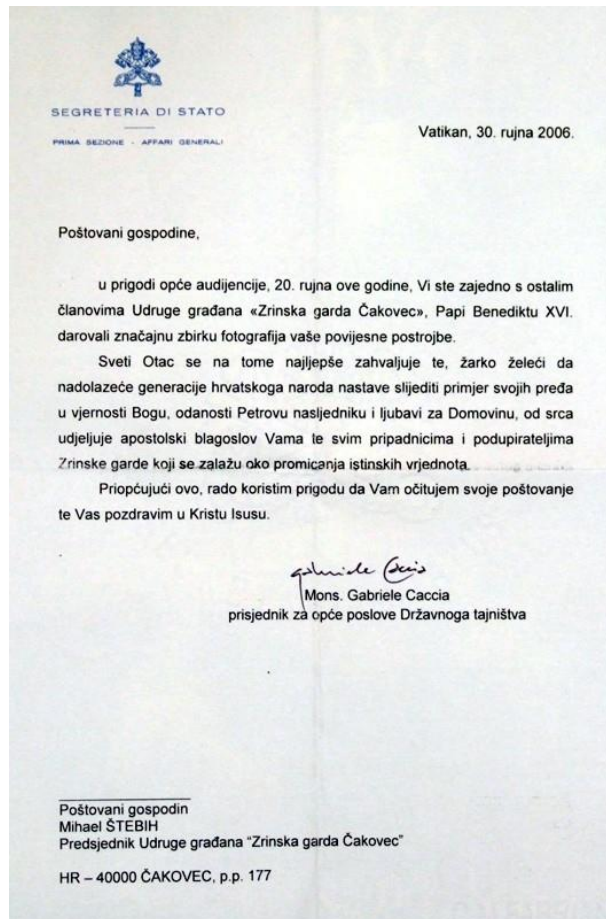 SEGRETERIA DI STATO
PRIMA SEZIONE - AFFARI GENERALI
Vatikan, 30. rujna 2006.
Poštovani gospodine,
u prigodi opće audijencije, 20. rujna ove godine, Vi ste zajedno s ostalim
članovima Udruge građana «Zrinska garda Čakovec», Papi Benediktu XVI.
darovali značajnu zbirku fotografija vaše povijesne postrojbe.
Sveti Otac se na tome najljepše zahvaljuje te, žarko želeći da
nadolazeće generacije hrvatskoga naroda nastave slijediti primjer svojih pređa
u vjernosti Bogu, odanosti Petrovu nasljedniku i ljubavi za Domovinu, od srca
udjeljuje apostolski blagoslov Vama te svim pripadnicima i podupirateljima
Zrinske garde koji se zalažu oko promicanja istinskih vrjednota.
Priopćujući ovo, rado koristim prigodu da Vam očitujem svoje poštovanje
te Vas pozdravim u Kristu Isusu.
Gabriele Caccia
Mons. Gabriele Caccia
prisjednik za opće poslove Državnoga tajništva
Poštovani gospodin
Mihael ŠTEBIH
Predsjednik Udruge građana "Zrinska garda Čakovec"
HR – 40000 ČAKOVEC, p.p. 177